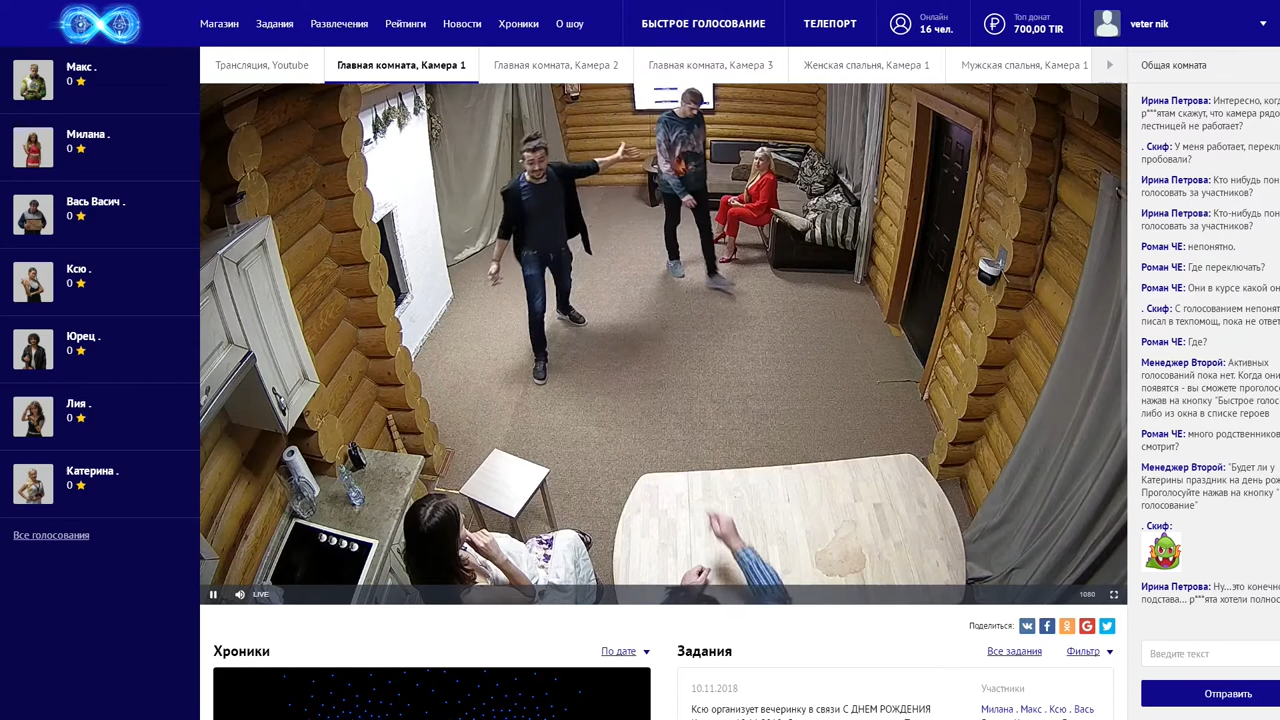 Магазин Задания Развлечения Рейтинги Новости Хроники О шоу
БЫСТРОЕ ГОЛОСОВАНИЕ
ТЕЛЕПОРТ
Онлайн
16 чел.
Топ донат
700,00 TIR
veter nik
Макс .
0
Милана .
0
Вась Васич .
0
Ксю .
0
Юрец .
0
Лия .
0
Катерина .
0
Все голосования
Трансляция, Youtube
Главная комната, Камера 1
Главная комната, Камера 2
Главная комната, Камера 3
Женская спальня, Камера 1
Мужская спальня, Камера 1
LIVE
1080
Поделиться:
Хроники
По дате
Задания
Все задания
Фильтр
10.11.2018
Участники
Ксю организует вечеринку в связи С ДНЕМ РОЖДЕНИЯ
Милана . Макс . Ксю . Вась
Общая комната
Ирина Петрова: Интересно, ког
р***ятам скажут, что камера рядо
лестницей не работает?
. Скиф: У меня работает, перекл
пробовали?
Ирина Петрова: Кто нибудь пон
голосовать за участников?
Ирина Петрова: Кто-нибудь пон
голосовать за участников?
Роман ЧЕ: непонятно.
Роман ЧЕ: Где переключать?
Роман ЧЕ: Они в курсе какой он
. Скиф: С голосованием непонят
писал в техпомощ, пока не ответ
Роман ЧЕ: Где?
Менеджер Второй: Активных
голосований пока нет. Когда они
появятся - вы сможете проголос
нажав на кнопку "Быстрое голос
либо из окна в списке героев
Роман ЧЕ: много родственников
смотрит?
Менеджер Второй: "Будет ли у
Катерины праздник на день рож
Проголосуйте нажав на кнопку "
голосование"
. Скиф:
Ирина Петрова: Ну...это конечно
подстава... р***ята хотели полнос
Введите текст
Отправить